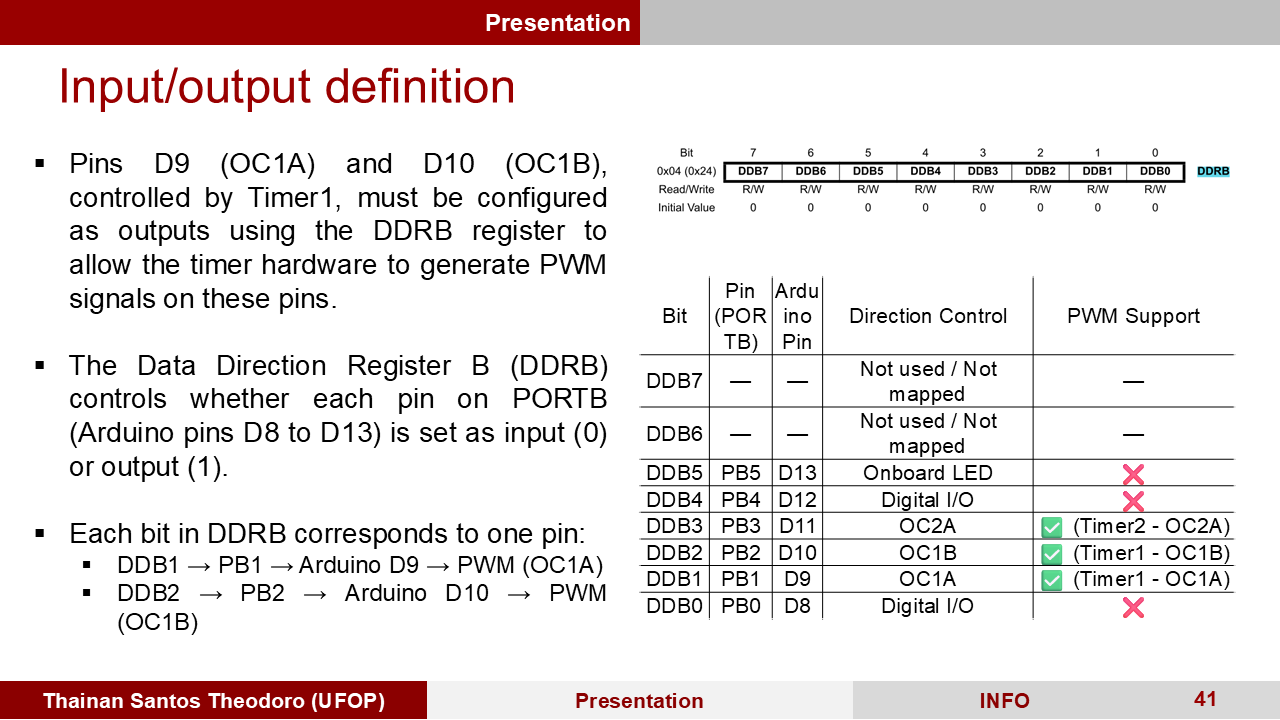 Presentation
Input/output definition
▪ Pins D9 (OC1A) and D10 (OC1B),
controlled by Timer1, must be configured
as outputs using the DDRB register to
allow the timer hardware to generate PWM
signals on these pins.
▪ The Data Direction Register B (DDRB)
controls whether each pin on PORTB
(Arduino pins D8 to D13) is set as input (0)
or output (1).
▪ Each bit in DDRB corresponds to one pin:
▪ DDB1 → PB1 → Arduino D9 → PWM (OC1A)
▪ DDB2 → PB2 → Arduino D10 → PWM
(OC1B)
Bit 7 6 5 4 3 2 1 0
0x04 (0x24) DDB7 DDB6 DDB5 DDB4 DDB3 DDB2 DDB1 DDB0 DDRB
Read/Write R/W R/W R/W R/W R/W R/W R/W R/W
Initial Value 0 0 0 0 0 0 0 0
Bit Pin (POR TB) Ardu ino Pin Direction Control PWM Support
DDB7 — — Not used / Not mapped —
DDB6 — — Not used / Not mapped —
DDB5 PB5 D13 Onboard LED ❌
DDB4 PB4 D12 Digital I/O ❌
DDB3 PB3 D11 OC2A ✅ (Timer2 - OC2A)
DDB2 PB2 D10 OC1B ✅ (Timer1 - OC1B)
DDB1 PB1 D9 OC1A ✅ (Timer1 - OC1A)
DDB0 PB0 D8 Digital I/O ❌
Thainan Santos Theodoro (UFOP) Presentation INFO 41